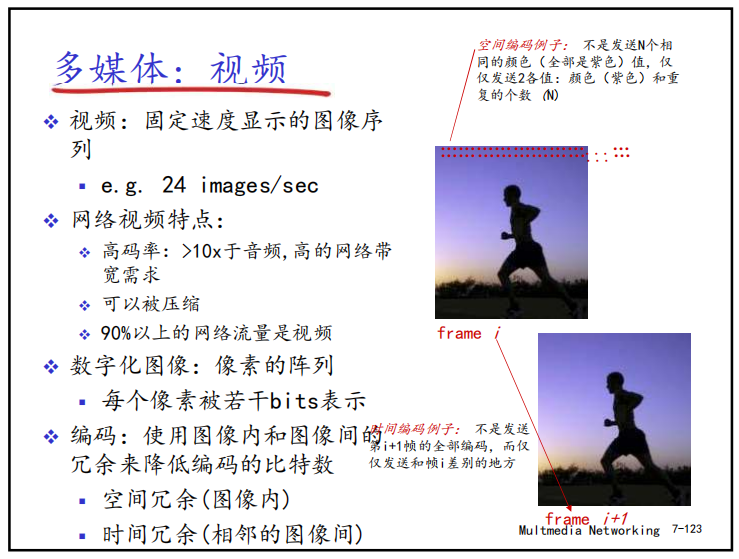 多媒体：视频
视频：固定速度显示的图像序
列
e.g. 24 images/sec
网络视频特点：
高码率：>10x于音频,高的网络带
宽需求
可以被压缩
90%以上的网络流量是视频
数字化图像：像素的阵列
每个像素被若干bits表示
编码：使用图像内和图像间的
冗余来降低编码的比特数
空间冗余(图像内)
时间冗余(相邻的图像间)
空间编码例子： 不是发送N个相
同的颜色（全部是紫色）值，仅
仅发送2各值：颜色（紫色）和重
复的个数 (N)
frame i
时间编码例子： 不是发送
第i+1帧的全部编码，而仅
仅发送和帧i差别的地方
frame i+1
Multmedia Networking 7-123